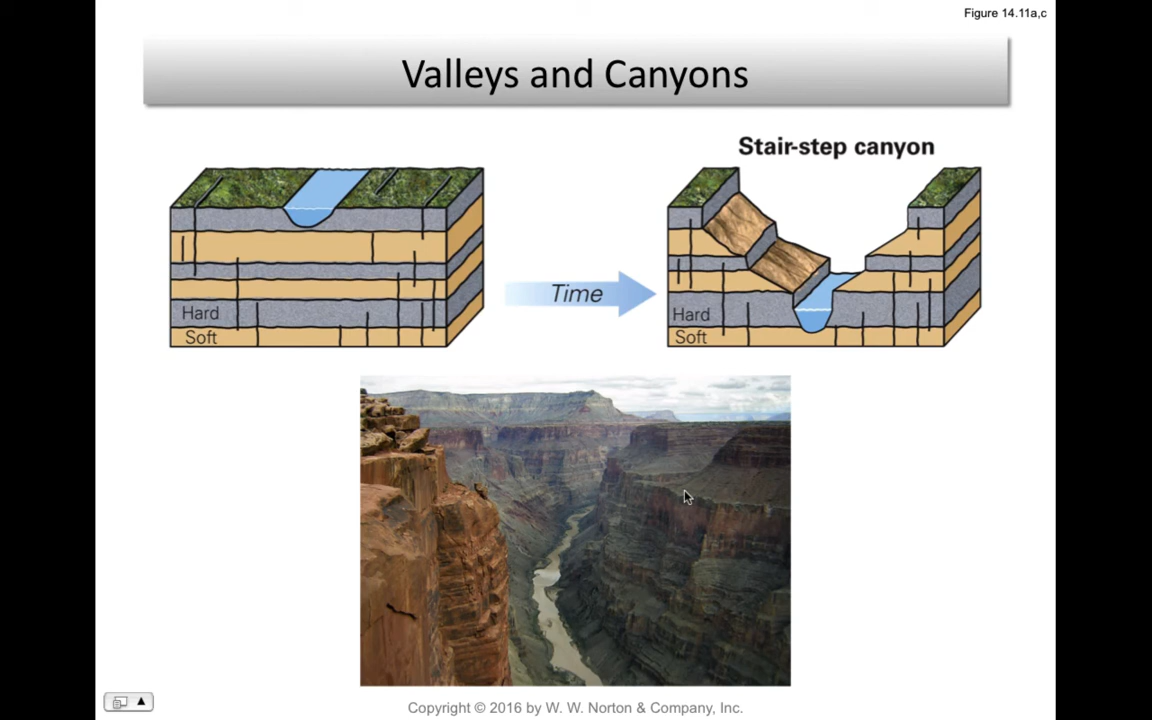 Figure 14.11a,c
Valleys and Canyons
Stair-step canyon
Time
Hard
Soft
Hard
Soft
Copyright © 2016 by W. W. Norton & Company, Inc.